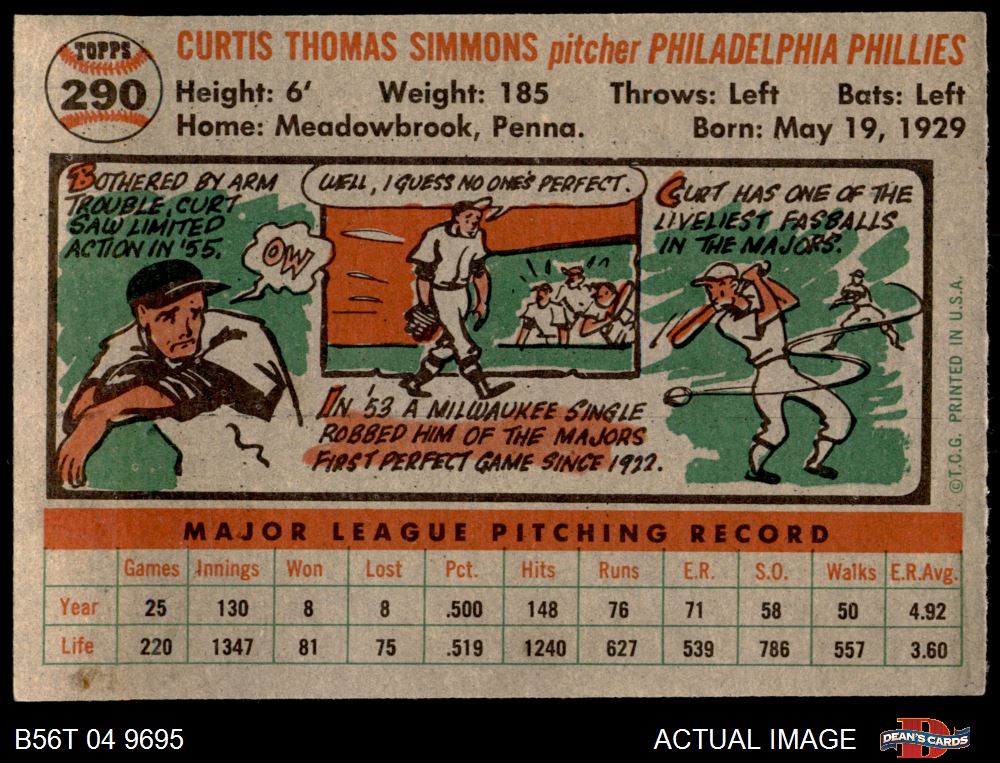 TOPPS
290
CURTIS THOMAS SIMMONS pitcher PHILADELPHIA PHILLIES
Height: 6' Weight: 185 Throws: Left Bats: Left
Home: Meadowbrook, Penna. Born: May 19, 1929
BOTHERED BY ARM
TROUBLE, CURT
SAW LIMITED
ACTION IN '55.
OW
WELL, I GUESS NO ONE'S PERFECT.
IN '53 A MILWAUKEE SINGLE
ROBBED HIM OF THE MAJORS
FIRST PERFECT GAME SINCE 1922.
CURT HAS ONE OF THE
LIVELIEST FASBALLS
IN THE MAJORS.
©T.C.G. PRINTED IN U.S.A.
MAJOR LEAGUE PITCHING RECORD
Games Innings Won Lost Pct. Hits Runs E.R. S.O. Walks E.R.Avg.
Year 25 130 8 8 .500 148 76 71 58 50 4.92
Life 220 1347 81 75 .519 1240 627 539 786 557 3.60
B56T 04 9695
ACTUAL IMAGE
D
DEAN'S CARDS